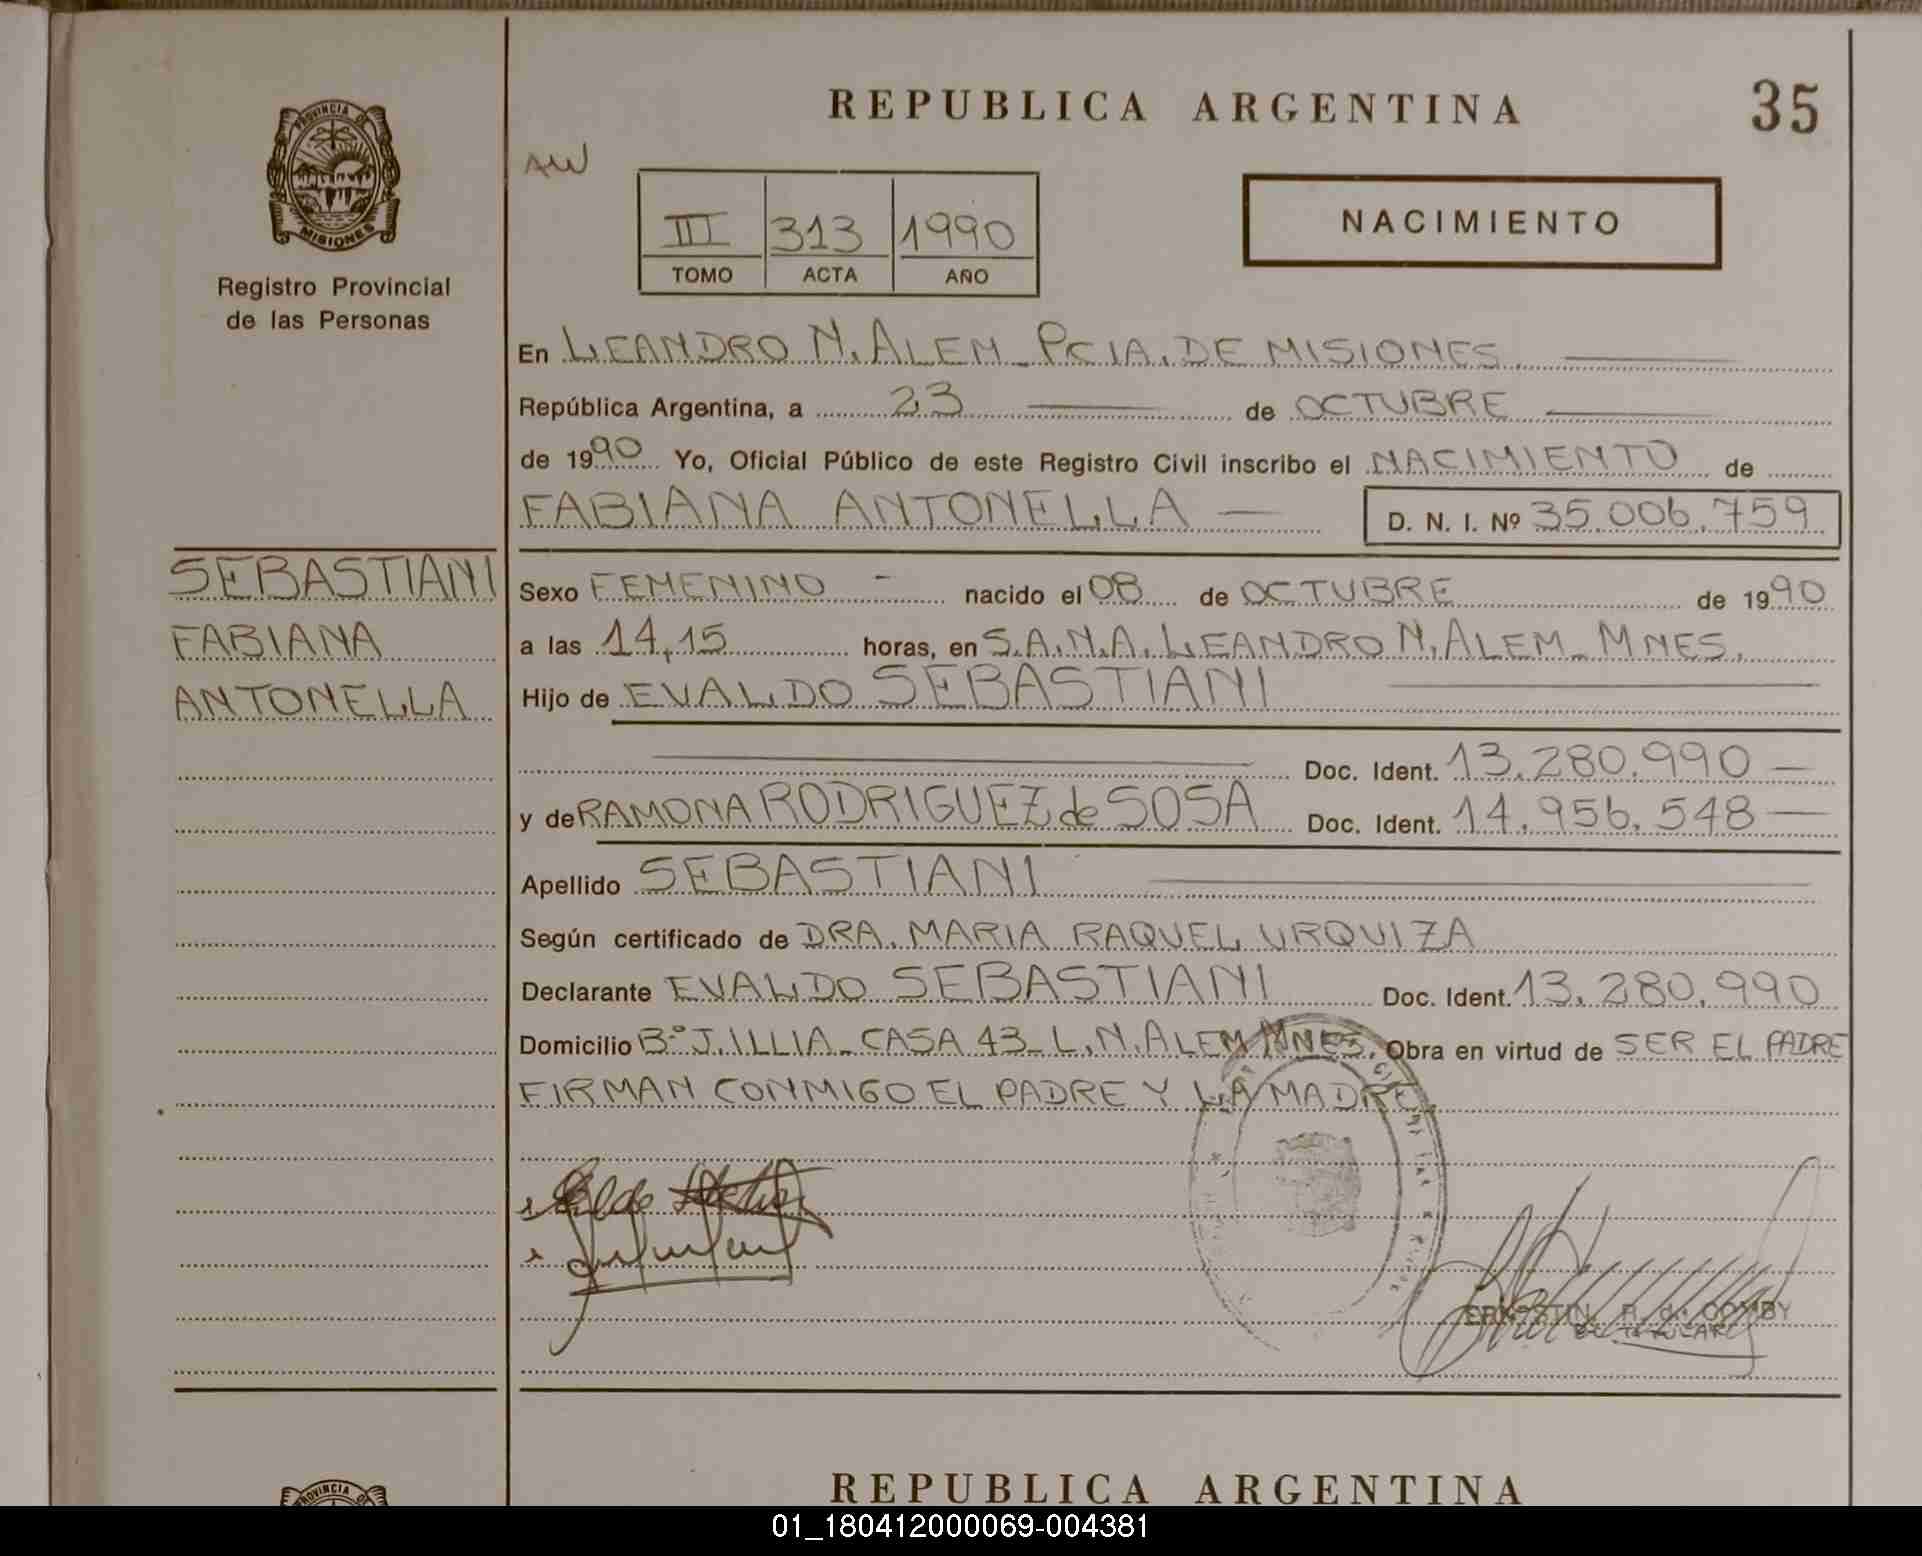 REPUBLICA ARGENTINA
35
PROVINCIA DE
MISIONES
Registro Provincial
de las Personas
AW
III 313 1990
TOMO ACTA AÑO
NACIMIENTO
En LEANDRO N. ALEM - PCIA. DE MISIONES.
República Argentina, a 23 de OCTUBRE
de 1990 Yo, Oficial Público de este Registro Civil inscribo el NACIMIENTO de
FABIANA ANTONELLA — D. N. I. Nº 35.006.759
SEBASTIANI
FABIANA
ANTONELLA
Sexo FEMENINO - nacido el 08 de OCTUBRE de 1990
a las 14,15 horas, en S.A.N.A. LEANDRO N. ALEM - MNES.
Hijo de EVALDO SEBASTIANI
Doc. Ident. 13.280.990 —
y de RAMONA RODRIGUEZ de SOSA Doc. Ident. 14.956.548 —
Apellido SEBASTIANI
Según certificado de DRA. MARIA RAQUEL URQUIZA
Declarante EVALDO SEBASTIANI Doc. Ident. 13.280.990
Domicilio Bº J. ILLIA - CASA 43 - L. N. ALEM MNES. Obra en virtud de SER EL PADRE
FIRMAN CONMIGO EL PADRE Y LA MADRE
REPUBLICA ARGENTINA
PROVINCIA DE
01_180412000069-004381